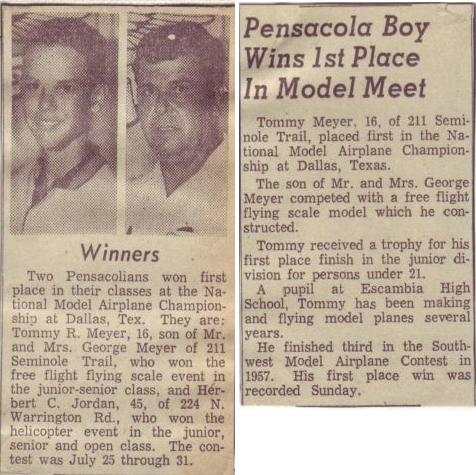 Winners
Two Pensacolians won first
place in their classes at the Na-
tional Model Airplane Champion-
ship at Dallas, Tex. They are:
Tommy R. Meyer, 16, son of Mr.
and Mrs. George Meyer of 211
Seminole Trail, who won the
free flight flying scale event in
the junior-senior class, and Her-
bert C. Jordan, 45, of 224 N.
Warrington Rd., who won the
helicopter event in the junior,
senior and open class. The con-
test was July 25 through 31.
Pensacola Boy
Wins 1st Place
In Model Meet
Tommy Meyer, 16, of 211 Semi-
nole Trail, placed first in the Na-
tional Model Airplane Champion-
ship at Dallas, Texas.
The son of Mr. and Mrs. George
Meyer competed with a free flight
flying scale model which he con-
structed.
Tommy received a trophy for his
first place finish in the junior di-
vision for persons under 21.
A pupil at Escambia High
School, Tommy has been making
and flying model planes several
years.
He finished third in the South-
west Model Airplane Contest in
1957. His first place win was
recorded Sunday.